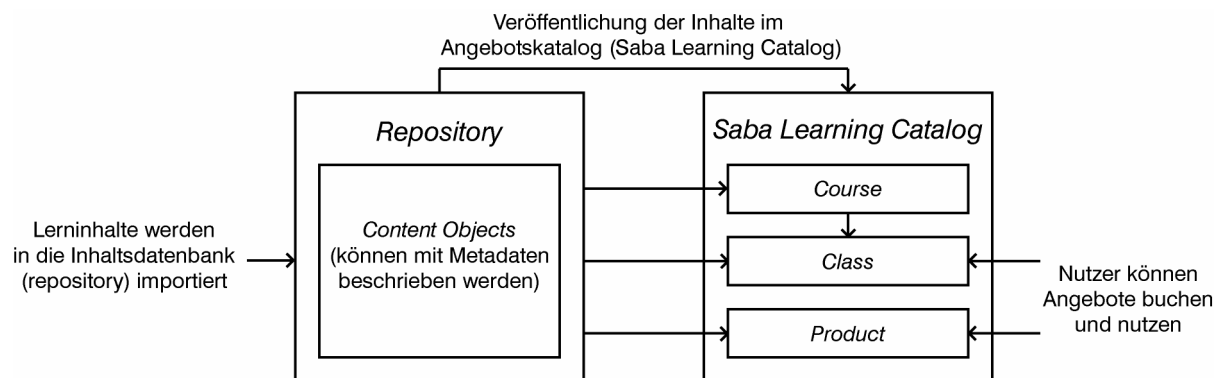 Veröffentlichung der Inhalte im
Angebotskatalog (Saba Learning Catalog)
Repository
Saba Learning Catalog
Lerninhalte werden
in die Inhaltsdatenbank
(repository) importiert
Content Objects
(können mit Metadaten
beschrieben werden)
Course
Class
Product
Nutzer können
Angebote buchen
und nutzen